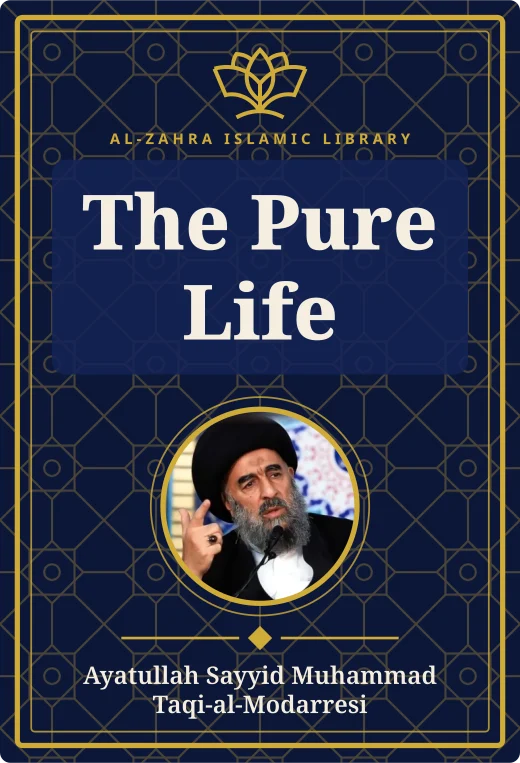 AL-ZAHRA ISLAMIC LIBRARY
The Pure
Life
Ayatullah Sayyid Muhammad
Taqi-al-Modarresi